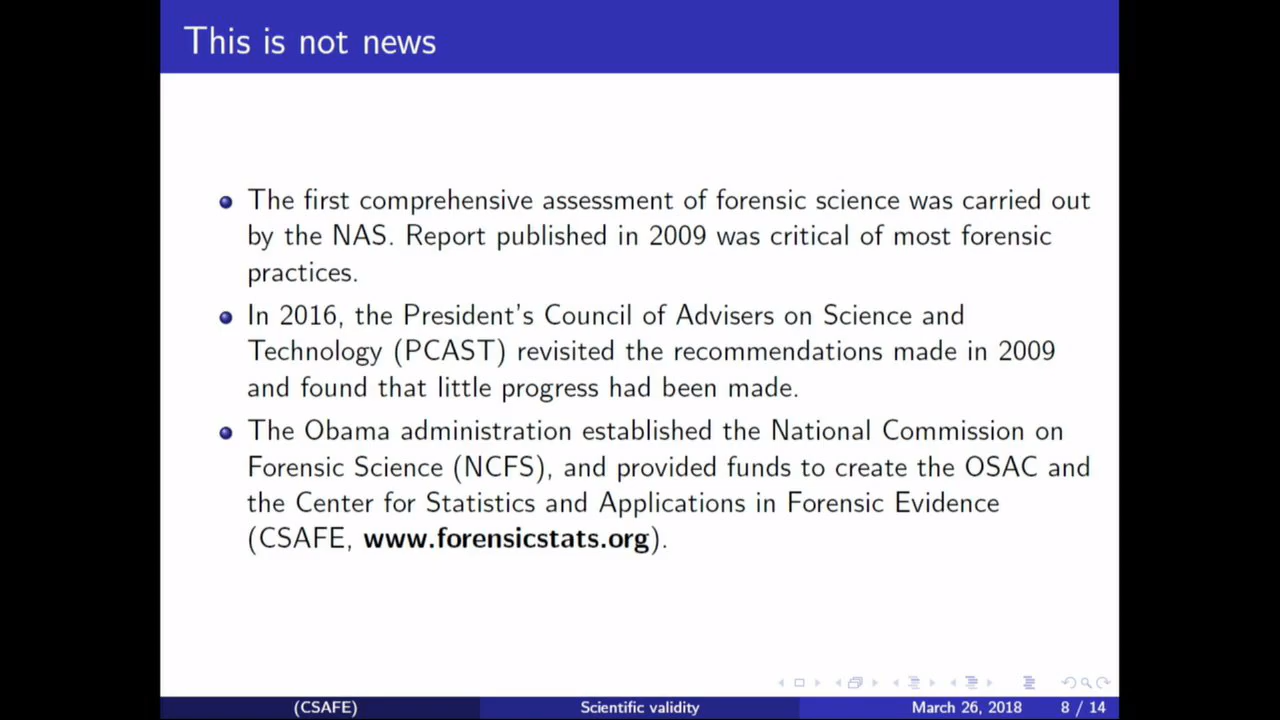 This is not news
The first comprehensive assessment of forensic science was carried out
by the NAS. Report published in 2009 was critical of most forensic
practices.
In 2016, the President's Council of Advisers on Science and
Technology (PCAST) revisited the recommendations made in 2009
and found that little progress had been made.
The Obama administration established the National Commission on
Forensic Science (NCFS), and provided funds to create the OSAC and
the Center for Statistics and Applications in Forensic Evidence
(CSAFE, www.forensicstats.org).
(CSAFE) Scientific validity March 26, 2018 8 / 14